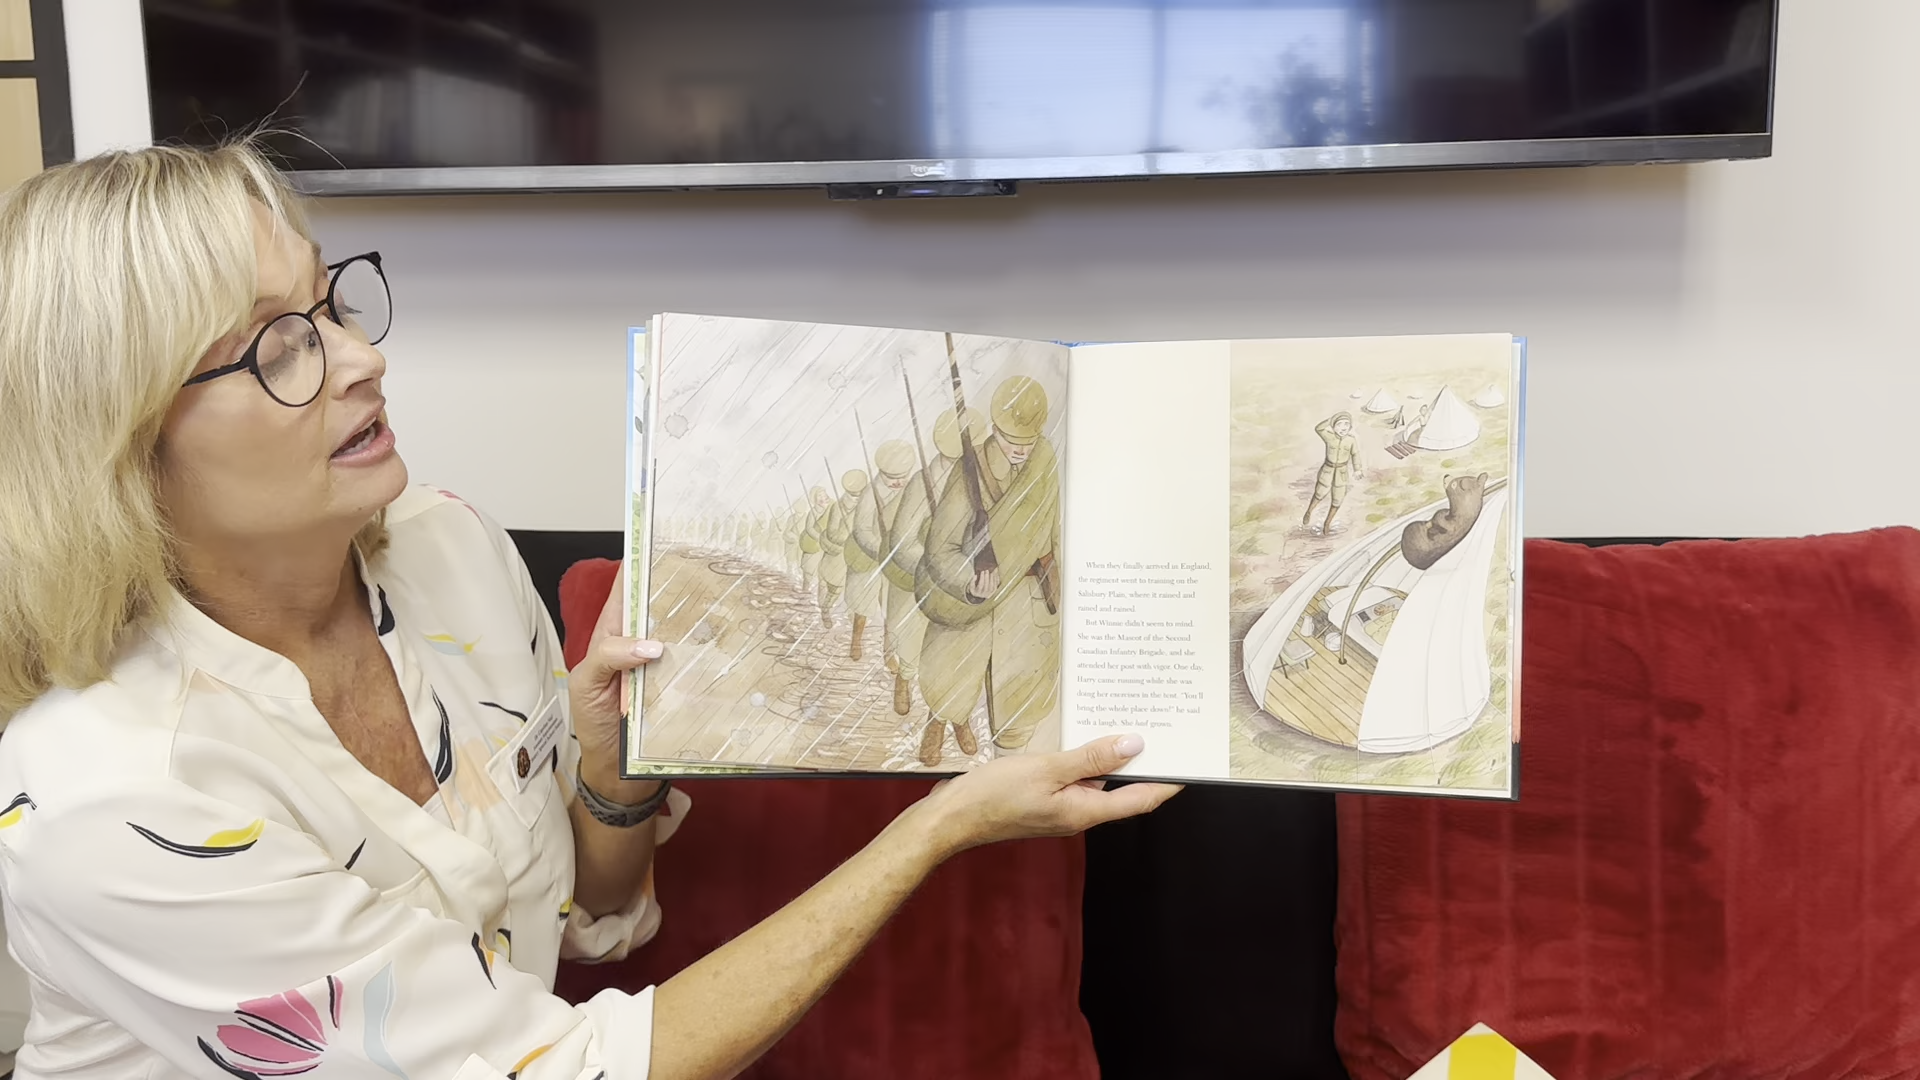 When they finally arrived in England,
the regiment went to training on the
Salisbury Plain, where it rained and
rained and rained.
But Winnie didn't seem to mind.
She was the Mascot of the Second
Canadian Infantry Brigade, and she
attended her post with vigor. One day,
Harry came running while she was
doing her exercises in the tent. "You'll
bring the whole place down!" he said
with a laugh. She had grown.